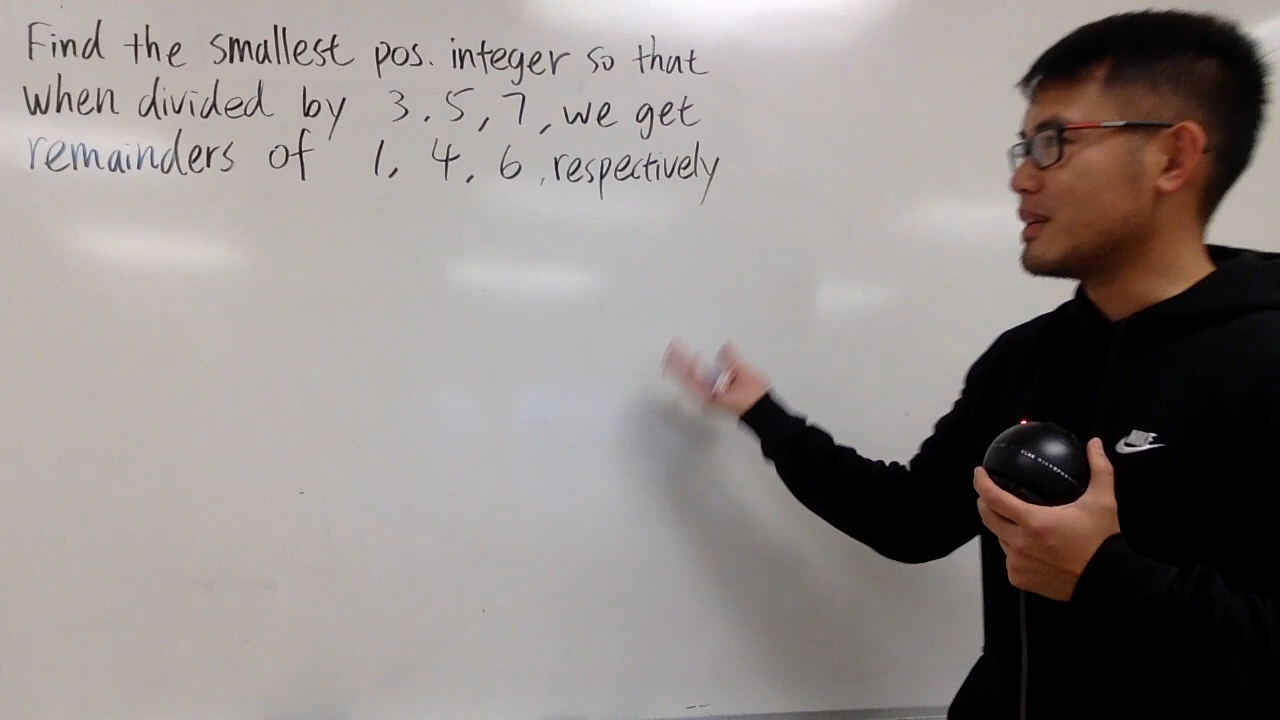 Find the smallest pos. integer so that
when divided by 3, 5, 7, we get
remainders of 1, 4, 6, respectively
NIKE